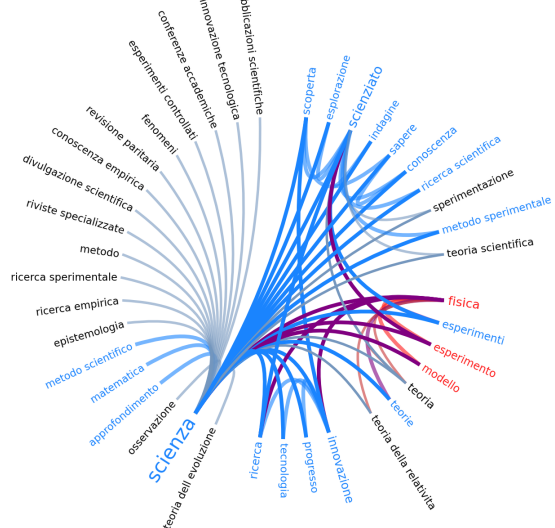 bblicazioni scientifiche
innovazione tecnologica
conferenze accademiche
esperimenti controllati
fenomeni
revisione paritaria
conoscenza empirica
divulgazione scientifica
riviste specializzate
metodo
ricerca sperimentale
ricerca empirica
epistemologia
metodo scientifico
matematica
approfondimento
osservazione
scienza
teoria dell evoluzione
ricerca
tecnologia
progresso
innovazione
teoria della relativita
teorie
teoria
modello
esperimento
esperimenti
fisica
teoria scientifica
metodo sperimentale
sperimentazione
ricerca scientifica
conoscenza
sapere
indagine
scienziato
esplorazione
scoperta